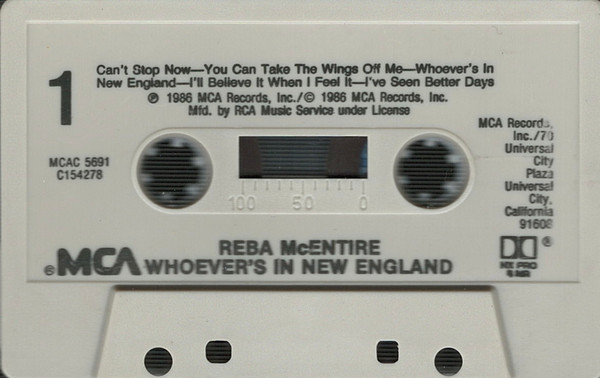 1
Can't Stop Now—You Can Take The Wings Off Me—Whoever's In
New England—I'll Believe It When I Feel It—I've Seen Better Days
℗ 1986 MCA Records, Inc./© 1986 MCA Records, Inc.
Mfd. by RCA Music Service under License
MCAC 5691
C154278
MCA Records,
Inc./70
Universal
City
Plaza
Universal
City,
California
91608
100 50 0
REBA McENTIRE
®MCA WHOEVER'S IN NEW ENGLAND
®
HX PRO
B NR